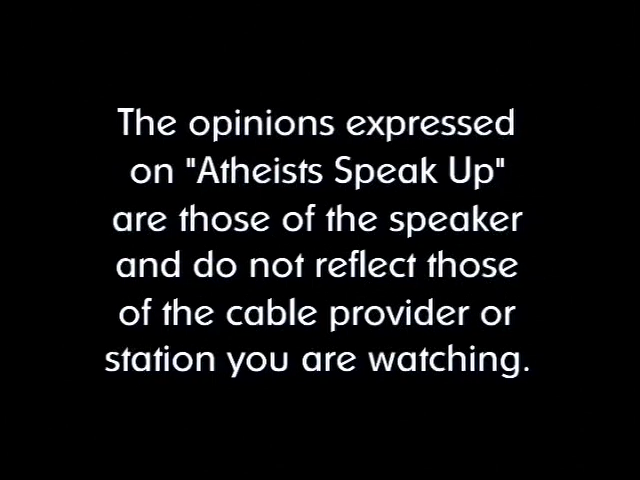 The opinions expressed
on "Atheists Speak Up"
are those of the speaker
and do not reflect those
of the cable provider or
station you are watching.